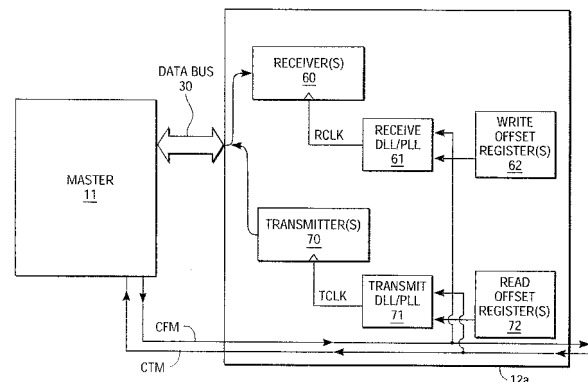 DATA BUS
30
MASTER
11
RECEIVER(S)
60
RCLK
RECEIVE
DLL/PLL
61
WRITE
OFFSET
REGISTER(S)
62
TRANSMITTER(S)
70
TCLK
TRANSMIT
DLL/PLL
71
READ
OFFSET
REGISTER(S)
72
CFM
CTM
12a